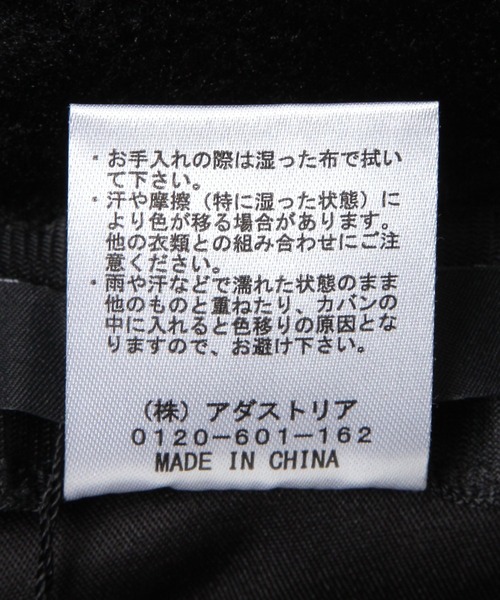 ・お手入れの際は湿った布で拭い
て下さい。
・汗や摩擦（特に湿った状態）に
より色が移る場合があります。
他の衣類との組み合わせにご注
意ください。
・雨や汗などで濡れた状態のまま
他のものと重ねたり、カバンの
中に入れると色移りの原因とな
りますので、お避け下さい。
（株）アダストリア
0120-601-162
MADE IN CHINA